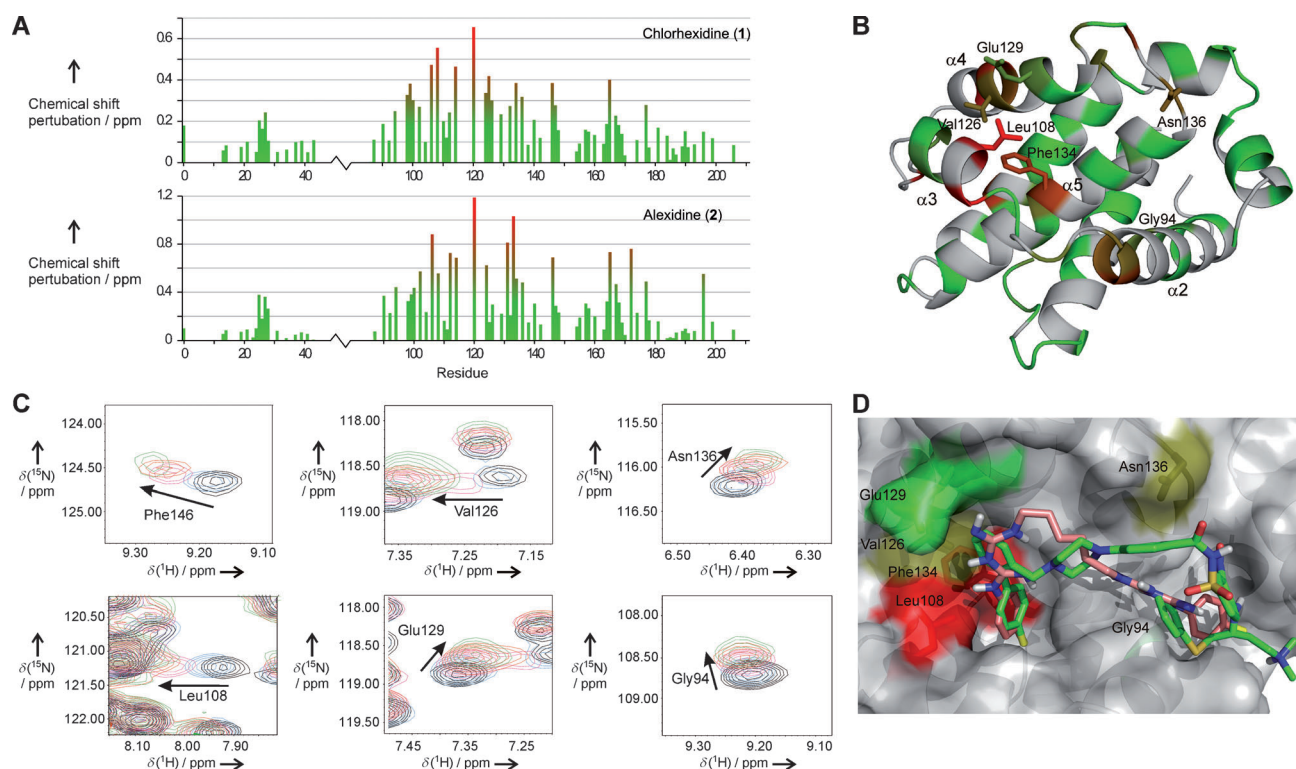 A
Chlorhexidine (1)
0.6
0.4
0.2
0
Chemical shift
pertubation / ppm
0 20 40 100 120 140 160 180 200
Alexidine (2)
1.2
0.8
0.4
0
Chemical shift
pertubation / ppm
0 20 40 100 120 140 160 180 200
Residue
B
Glu129
α4
Val126
Leu108
Asn136
Phe134
α3
α5
Gly94
α2
C
124.00
124.50
125.00
δ(¹⁵N)
/ ppm
Phe146
9.30 9.20 9.10
δ(¹H) / ppm
118.00
118.50
119.00
δ(¹⁵N)
/ ppm
Val126
7.35 7.25 7.15
δ(¹H) / ppm
115.50
116.00
116.50
δ(¹⁵N)
/ ppm
Asn136
6.50 6.40 6.30
δ(¹H) / ppm
120.50
121.00
121.50
122.00
δ(¹⁵N)
/ ppm
Leu108
8.10 8.00 7.90
δ(¹H) / ppm
118.00
118.50
119.00
119.50
δ(¹⁵N)
/ ppm
Glu129
7.45 7.35 7.25
δ(¹H) / ppm
108.00
108.50
109.00
δ(¹⁵N)
/ ppm
Gly94
9.30 9.20 9.10
δ(¹H) / ppm
D
Asn136
Glu129
Val126
Phe134
Leu108
Gly94